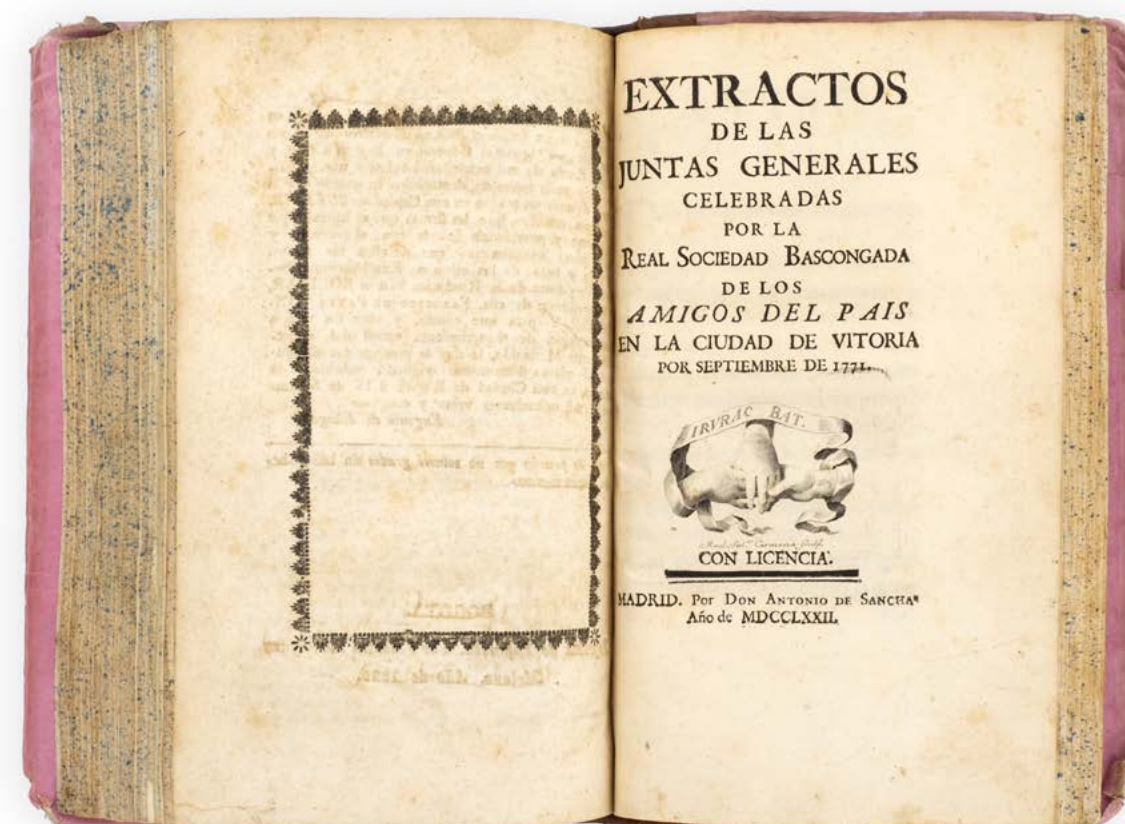 EXTRACTOS
DE LAS
JUNTAS GENERALES
CELEBRADAS
POR LA
REAL SOCIEDAD BASCONGADA
DE LOS
AMIGOS DEL PAIS
EN LA CIUDAD DE VITORIA
POR SEPTIEMBRE DE 1771.
IRVRAC BAT.
CON LICENCIA.
MADRID. Por DON ANTONIO DE SANCHA
Año de MDCCLXXII.